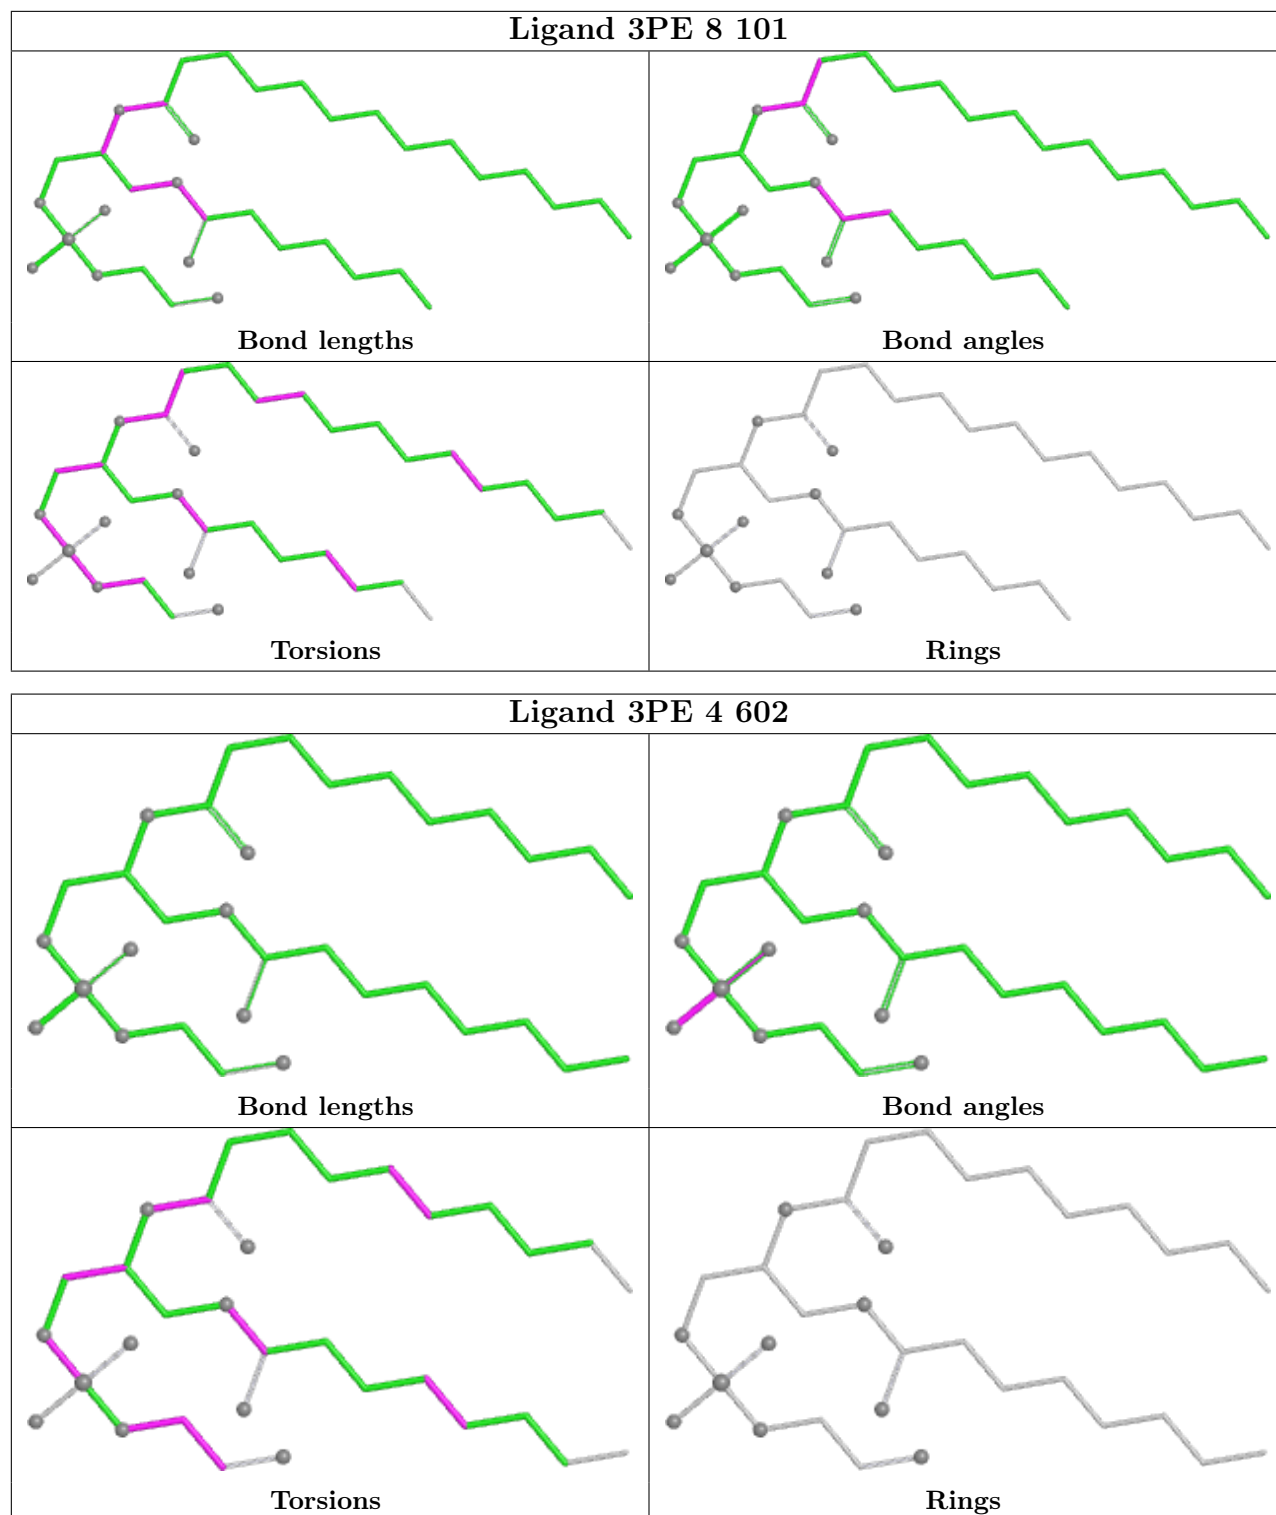 Ligand 3PE 8 101
Bond lengths
Bond angles
Torsions
Rings
Ligand 3PE 4 602
Bond lengths
Bond angles
Torsions
Rings